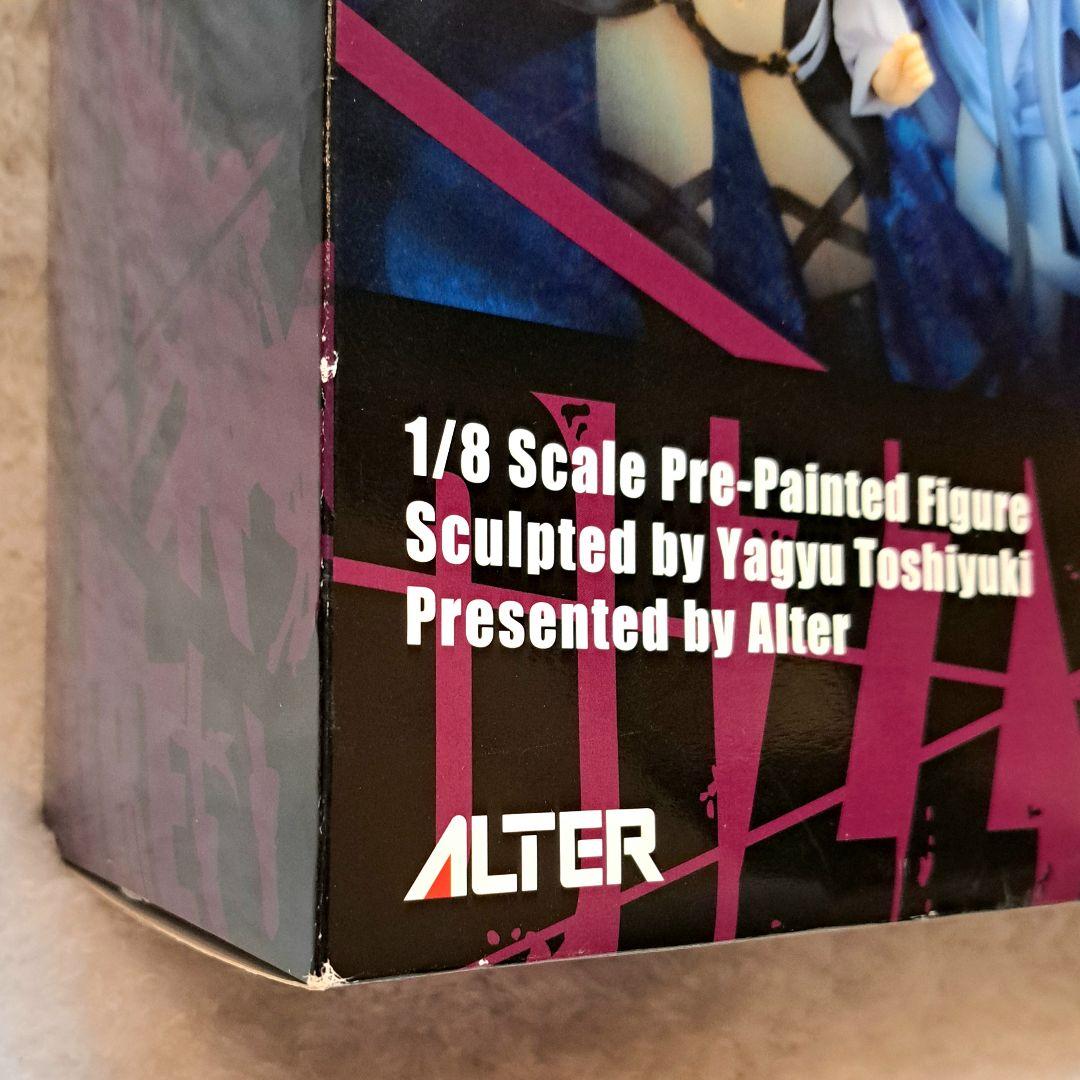 1/8 Scale Pre-Painted Figure
Sculpted by Yagyu Toshiyuki
Presented by Alter
ALTER